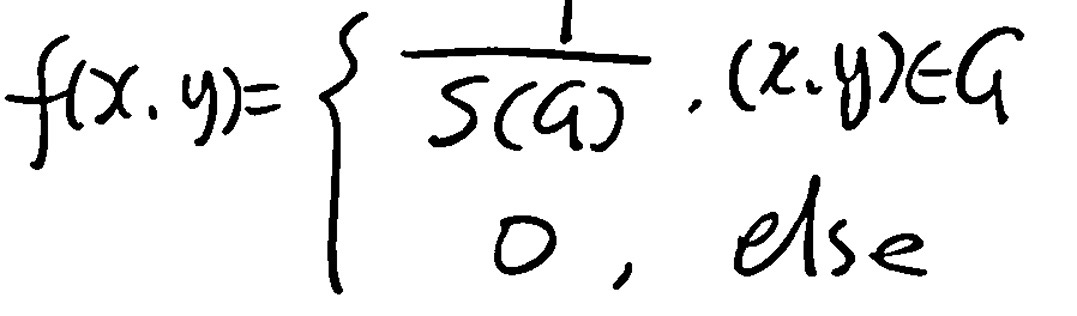 f(x,y)= { 1/S(G), (x,y)∈G
0, else